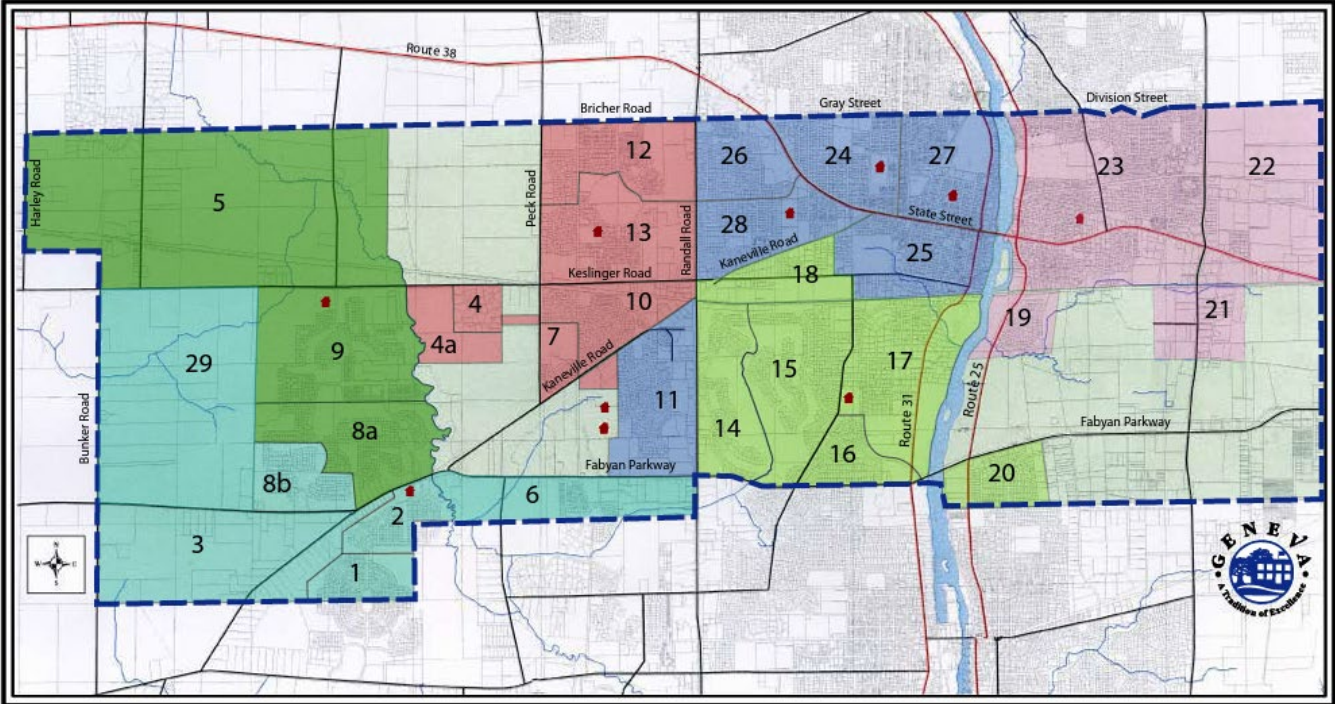 Route 38
Bricher Road
Gray Street
Division Street
12
26
24
27
23
22
Harley Road
5
Peck Road
13
Randall Road
28
State Street
Kaneville Road
25
Keslinger Road
18
4
10
19
21
29
9
4a
7
Kaneville Road
15
17
Route 25
Bunker Road
11
14
Route 31
Fabyan Parkway
8a
16
Fabyan Parkway
20
8b
6
2
3
1
N
W
E
S
GENEVA
A Tradition of Excellence